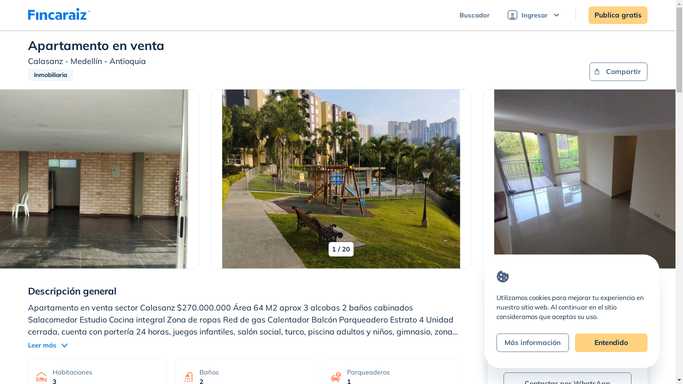 Fincaraiz
Buscador
Ingresar
Publica gratis
Apartamento en venta
Calasanz - Medellín - Antioquia
Inmobiliaria
Compartir
1 / 20
Descripción general
Apartamento en venta sector Calasanz $270.000.000 Área 64 M2 aprox 3 alcobas 2 baños cabinados
Salacomedor Estudio Cocina integral Zona de ropas Red de gas Calentador Balcón Parqueadero Estrato 4 Unidad
cerrada, cuenta con portería 24 horas, juegos infantiles, salón social, turco, piscina adultos y niños, gimnasio, zona...
Leer más
Habitaciones
3
Baños
2
Parqueaderos
1
Utilizamos cookies para mejorar tu experiencia en
nuestro sitio web. Al continuar en el sitio
consideramos que aceptas su uso.
Más información
Entendido
Contactar por WhatsApp